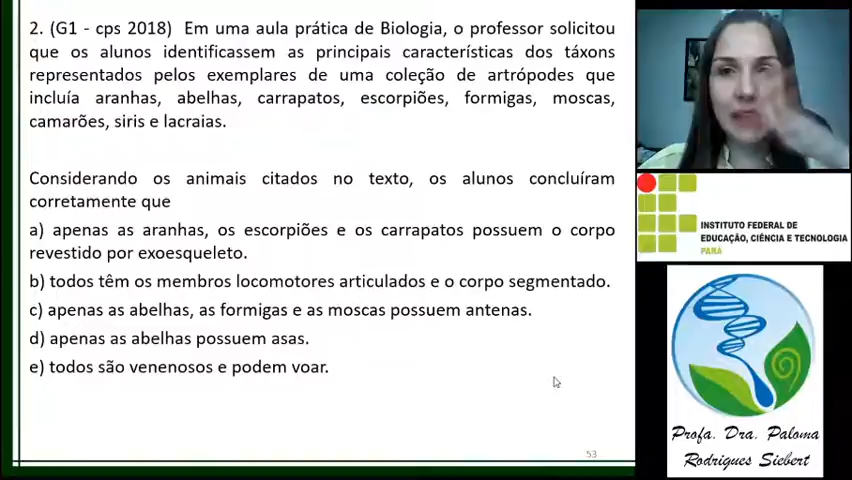 2. (G1 - cps 2018) Em uma aula prática de Biologia, o professor solicitou
que os alunos identificassem as principais características dos táxons
representados pelos exemplares de uma coleção de artrópodes que
incluía aranhas, abelhas, carrapatos, escorpiões, formigas, moscas,
camarões, siris e lacraias.
Considerando os animais citados no texto, os alunos concluíram
corretamente que
a) apenas as aranhas, os escorpiões e os carrapatos possuem o corpo
revestido por exoesqueleto.
b) todos têm os membros locomotores articulados e o corpo segmentado.
c) apenas as abelhas, as formigas e as moscas possuem antenas.
d) apenas as abelhas possuem asas.
e) todos são venenosos e podem voar.
53
INSTITUTO FEDERAL DE
EDUCAÇÃO, CIÊNCIA E TECNOLOGIA
PARÁ
Profa. Dra. Paloma
Rodrigues Siebert